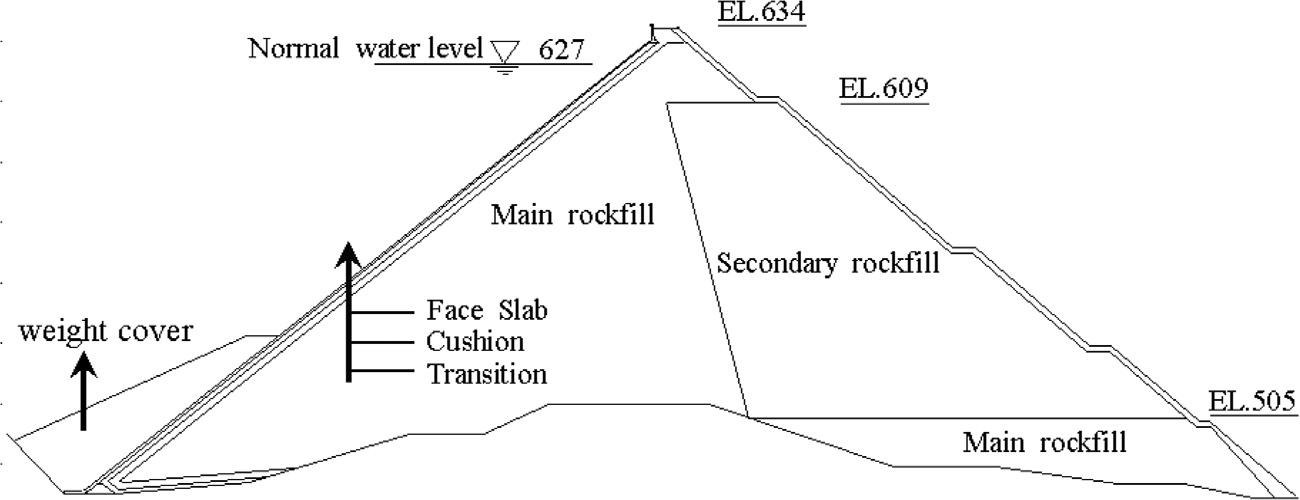 EL.634
Normal water level 627
EL.609
Main rockfill
Secondary rockfill
Face Slab
weight cover
Cushion
Transition
EL.505
Main rockfill